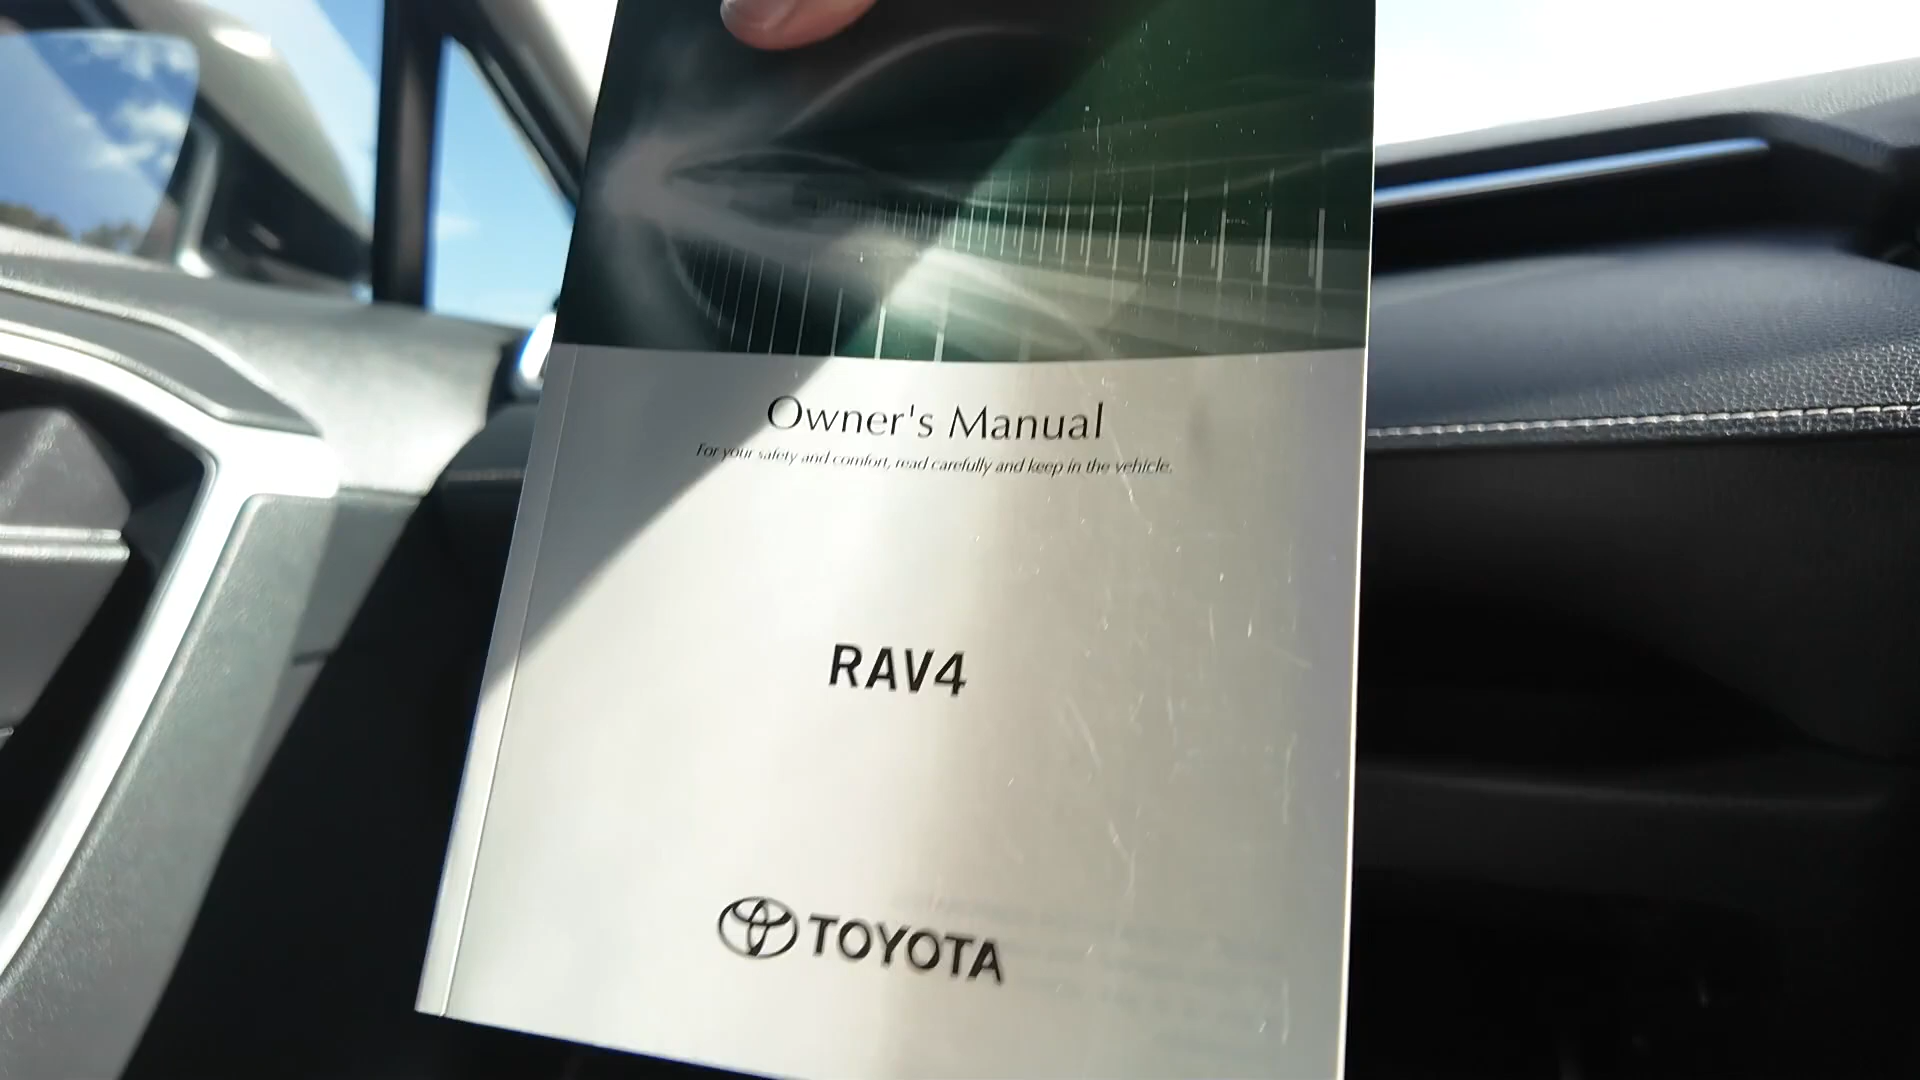 Owner's Manual
For your safety and comfort, read carefully and keep in the vehicle.
RAV4
TOYOTA